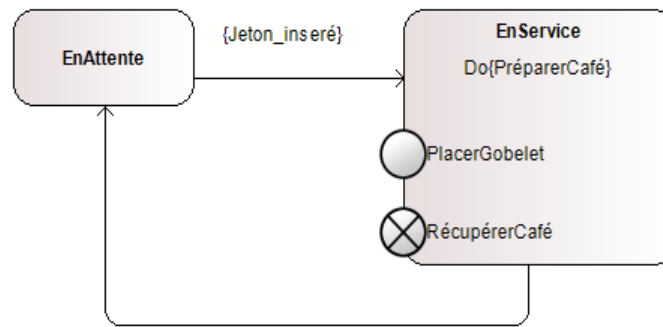 EnAttente
{Jeton_inseré}
EnService
Do{PréparerCafé}
PlacerGobelet
RécupérerCafé